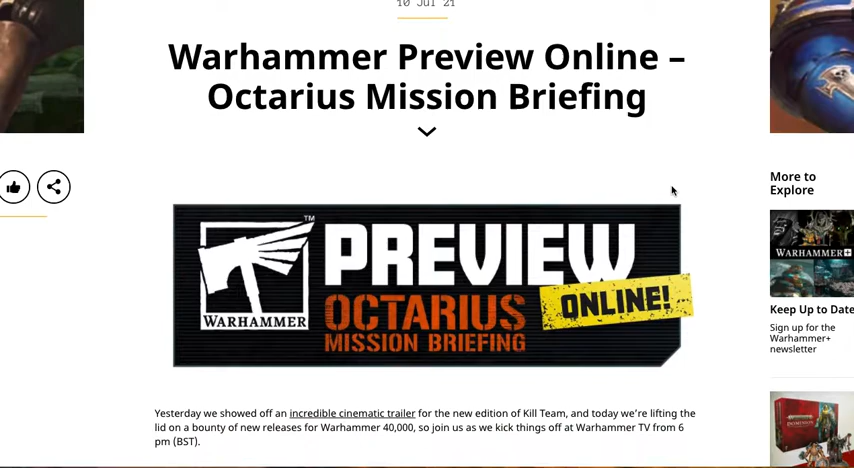 10 Jul 21
Warhammer Preview Online –
Octarius Mission Briefing
TM
PREVIEW
WARHAMMER
OCTARIUS
ONLINE!
MISSION BRIEFING
Yesterday we showed off an incredible cinematic trailer for the new edition of Kill Team, and today we’re lifting the
lid on a bounty of new releases for Warhammer 40,000, so join us as we kick things off at Warhammer TV from 6
pm (BST).
More to
Explore
WARHAMMER+
Keep Up to Date
Sign up for the
Warhammer+
newsletter
DOMINION